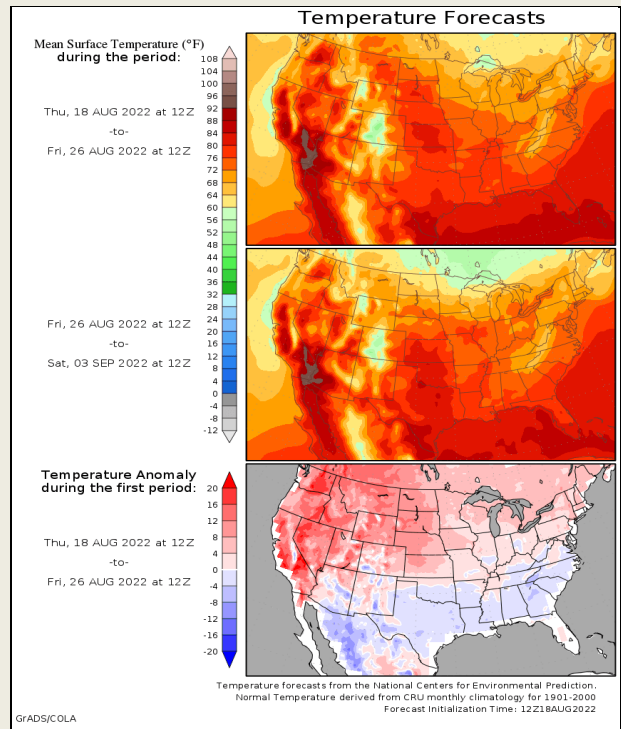 Temperature Forecasts
Mean Surface Temperature (°F)
during the period:
108
104
100
96
92
88
84
80
76
72
68
64
60
56
52
48
44
40
36
32
28
24
20
16
12
8
4
0
-4
-8
-12
Thu, 18 AUG 2022 at 12Z
-to-
Fri, 26 AUG 2022 at 12Z
Fri, 26 AUG 2022 at 12Z
-to-
Sat, 03 SEP 2022 at 12Z
Temperature Anomaly
during the first period:
20
16
12
8
4
0
-4
-8
-12
-16
-20
Thu, 18 AUG 2022 at 12Z
-to-
Fri, 26 AUG 2022 at 12Z
Temperature forecasts from the National Centers for Environmental Prediction.
Normal Temperature derived from CRU monthly climatology for 1901-2000
Forecast Initialization Time: 12Z18AUG2022
GrADS/COLA